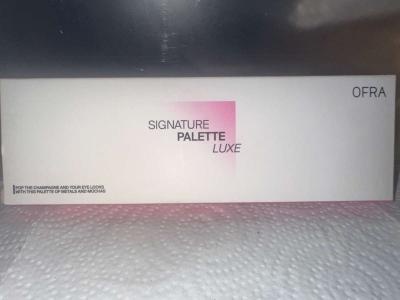 OFRA
SIGNATURE
PALETTE
LUXE
POP THE CHAMPAGNE AND YOUR EYE LOOKS
WITH THIS PALETTE OF METALS AND MOCHAS